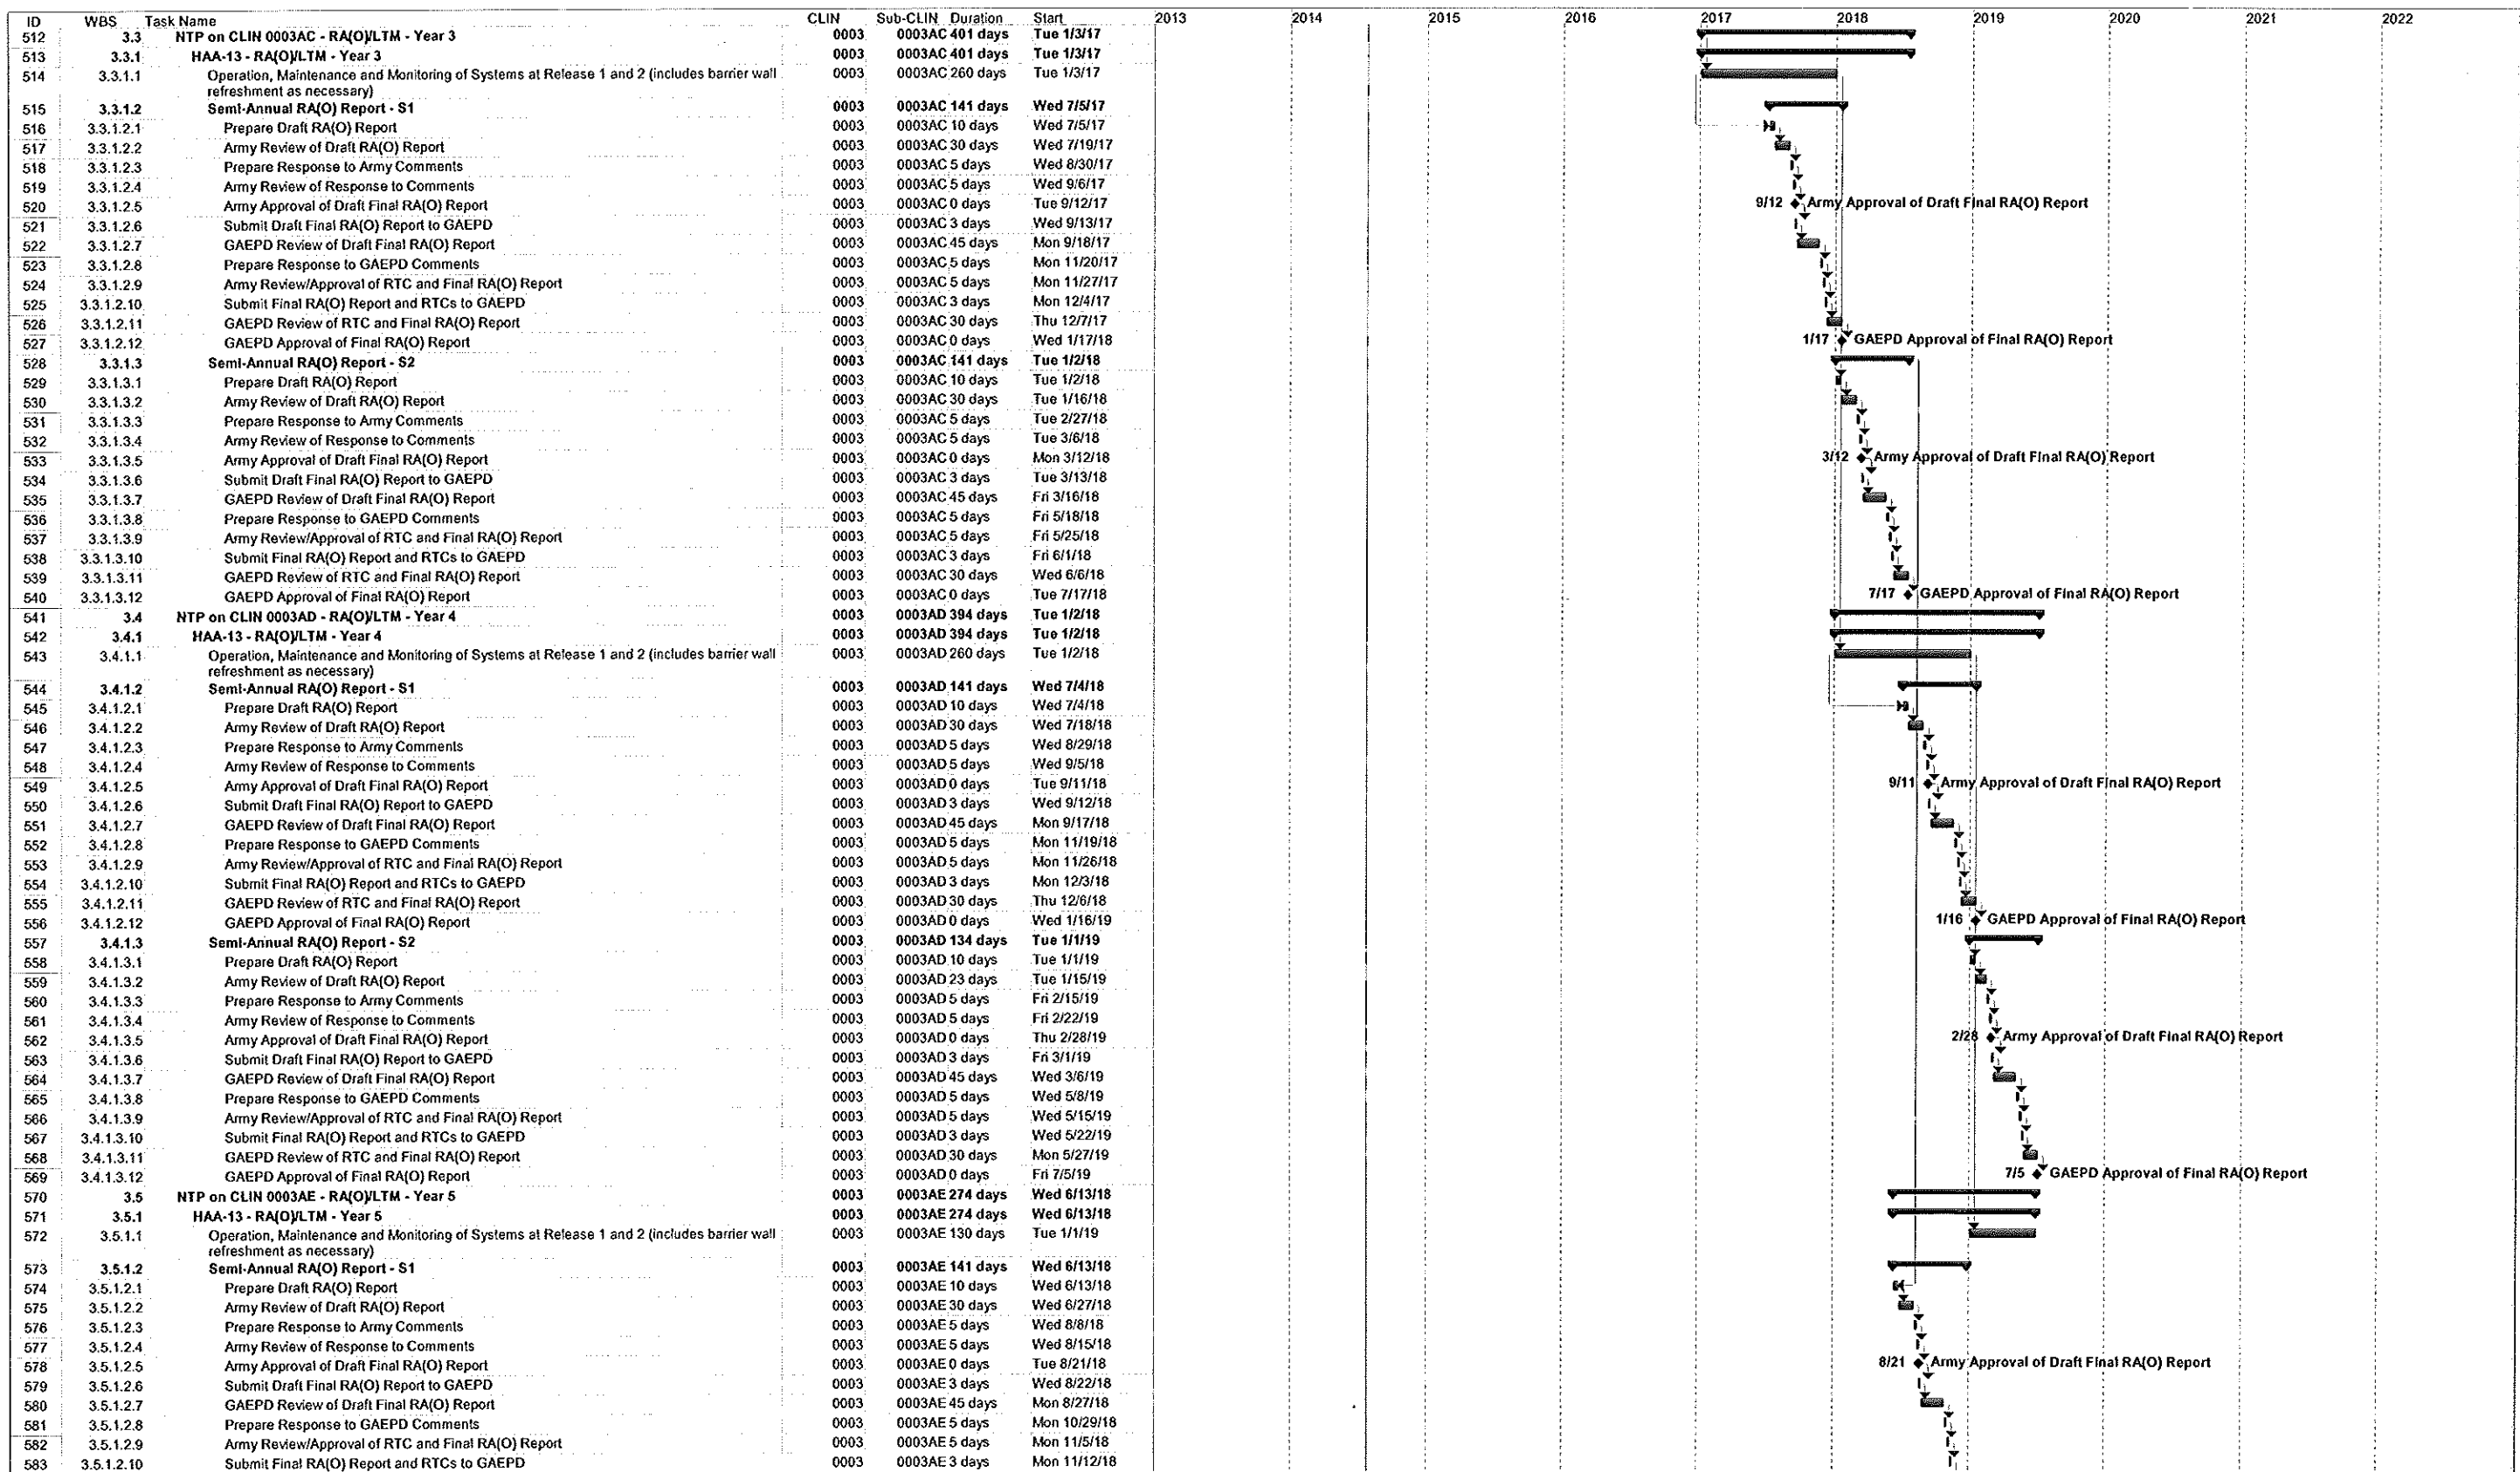 ID WBS Task Name CLIN Sub-CLIN Duration Start 2013 2014 2015 2016 2017 2018 2019 2020 2021 2022
512 3.3 NTP on CLIN 0003AC - RA(O)/LTM - Year 3 0003 0003AC 401 days Tue 1/3/17
513 3.3.1 HAA-13 - RA(O)/LTM - Year 3 0003 0003AC 401 days Tue 1/3/17
514 3.3.1.1 Operation, Maintenance and Monitoring of Systems at Release 1 and 2 (includes barrier wall 0003 0003AC 260 days Tue 1/3/17
refreshment as necessary)
515 3.3.1.2 Semi-Annual RA(O) Report - S1 0003 0003AC 141 days Wed 7/5/17
516 3.3.1.2.1 Prepare Draft RA(O) Report 0003 0003AC 10 days Wed 7/5/17
517 3.3.1.2.2 Army Review of Draft RA(O) Report 0003 0003AC 30 days Wed 7/19/17
518 3.3.1.2.3 Prepare Response to Army Comments 0003 0003AC 5 days Wed 8/30/17
519 3.3.1.2.4 Army Review of Response to Comments 0003 0003AC 5 days Wed 9/6/17
520 3.3.1.2.5 Army Approval of Draft Final RA(O) Report 0003 0003AC 0 days Tue 9/12/17 9/12 Army Approval of Draft Final RA(O) Report
521 3.3.1.2.6 Submit Draft Final RA(O) Report to GAEPD 0003 0003AC 3 days Wed 9/13/17
522 3.3.1.2.7 GAEPD Review of Draft Final RA(O) Report 0003 0003AC 45 days Mon 9/18/17
523 3.3.1.2.8 Prepare Response to GAEPD Comments 0003 0003AC 5 days Mon 11/20/17
524 3.3.1.2.9 Army Review/Approval of RTC and Final RA(O) Report 0003 0003AC 5 days Mon 11/27/17
525 3.3.1.2.10 Submit Final RA(O) Report and RTCs to GAEPD 0003 0003AC 3 days Mon 12/4/17
526 3.3.1.2.11 GAEPD Review of RTC and Final RA(O) Report 0003 0003AC 30 days Thu 12/7/17
527 3.3.1.2.12 GAEPD Approval of Final RA(O) Report 0003 0003AC 0 days Wed 1/17/18 1/17 GAEPD Approval of Final RA(O) Report
528 3.3.1.3 Semi-Annual RA(O) Report - S2 0003 0003AC 141 days Tue 1/2/18
529 3.3.1.3.1 Prepare Draft RA(O) Report 0003 0003AC 10 days Tue 1/2/18
530 3.3.1.3.2 Army Review of Draft RA(O) Report 0003 0003AC 30 days Tue 1/16/18
531 3.3.1.3.3 Prepare Response to Army Comments 0003 0003AC 5 days Tue 2/27/18
532 3.3.1.3.4 Army Review of Response to Comments 0003 0003AC 5 days Tue 3/6/18
533 3.3.1.3.5 Army Approval of Draft Final RA(O) Report 0003 0003AC 0 days Mon 3/12/18 3/12 Army Approval of Draft Final RA(O) Report
534 3.3.1.3.6 Submit Draft Final RA(O) Report to GAEPD 0003 0003AC 3 days Tue 3/13/18
535 3.3.1.3.7 GAEPD Review of Draft Final RA(O) Report 0003 0003AC 45 days Fri 3/16/18
536 3.3.1.3.8 Prepare Response to GAEPD Comments 0003 0003AC 5 days Fri 5/18/18
537 3.3.1.3.9 Army Review/Approval of RTC and Final RA(O) Report 0003 0003AC 5 days Fri 5/25/18
538 3.3.1.3.10 Submit Final RA(O) Report and RTCs to GAEPD 0003 0003AC 3 days Fri 6/1/18
539 3.3.1.3.11 GAEPD Review of RTC and Final RA(O) Report 0003 0003AC 30 days Wed 6/6/18
540 3.3.1.3.12 GAEPD Approval of Final RA(O) Report 0003 0003AC 0 days Tue 7/17/18 7/17 GAEPD Approval of Final RA(O) Report
541 3.4 NTP on CLIN 0003AD - RA(O)/LTM - Year 4 0003 0003AD 394 days Tue 1/2/18
542 3.4.1 HAA-13 - RA(O)/LTM - Year 4 0003 0003AD 394 days Tue 1/2/18
543 3.4.1.1 Operation, Maintenance and Monitoring of Systems at Release 1 and 2 (includes barrier wall 0003 0003AD 260 days Tue 1/2/18
refreshment as necessary)
544 3.4.1.2 Semi-Annual RA(O) Report - S1 0003 0003AD 141 days Wed 7/4/18
545 3.4.1.2.1 Prepare Draft RA(O) Report 0003 0003AD 10 days Wed 7/4/18
546 3.4.1.2.2 Army Review of Draft RA(O) Report 0003 0003AD 30 days Wed 7/18/18
547 3.4.1.2.3 Prepare Response to Army Comments 0003 0003AD 5 days Wed 8/29/18
548 3.4.1.2.4 Army Review of Response to Comments 0003 0003AD 5 days Wed 9/5/18
549 3.4.1.2.5 Army Approval of Draft Final RA(O) Report 0003 0003AD 0 days Tue 9/11/18 9/11 Army Approval of Draft Final RA(O) Report
550 3.4.1.2.6 Submit Draft Final RA(O) Report to GAEPD 0003 0003AD 3 days Wed 9/12/18
551 3.4.1.2.7 GAEPD Review of Draft Final RA(O) Report 0003 0003AD 45 days Mon 9/17/18
552 3.4.1.2.8 Prepare Response to GAEPD Comments 0003 0003AD 5 days Mon 11/19/18
553 3.4.1.2.9 Army Review/Approval of RTC and Final RA(O) Report 0003 0003AD 5 days Mon 11/26/18
554 3.4.1.2.10 Submit Final RA(O) Report and RTCs to GAEPD 0003 0003AD 3 days Mon 12/3/18
555 3.4.1.2.11 GAEPD Review of RTC and Final RA(O) Report 0003 0003AD 30 days Thu 12/6/18
556 3.4.1.2.12 GAEPD Approval of Final RA(O) Report 0003 0003AD 0 days Wed 1/16/19 1/16 GAEPD Approval of Final RA(O) Report
557 3.4.1.3 Semi-Annual RA(O) Report - S2 0003 0003AD 134 days Tue 1/1/19
558 3.4.1.3.1 Prepare Draft RA(O) Report 0003 0003AD 10 days Tue 1/1/19
559 3.4.1.3.2 Army Review of Draft RA(O) Report 0003 0003AD 23 days Tue 1/15/19
560 3.4.1.3.3 Prepare Response to Army Comments 0003 0003AD 5 days Fri 2/15/19
561 3.4.1.3.4 Army Review of Response to Comments 0003 0003AD 5 days Fri 2/22/19
562 3.4.1.3.5 Army Approval of Draft Final RA(O) Report 0003 0003AD 0 days Thu 2/28/19 2/28 Army Approval of Draft Final RA(O) Report
563 3.4.1.3.6 Submit Draft Final RA(O) Report to GAEPD 0003 0003AD 3 days Fri 3/1/19
564 3.4.1.3.7 GAEPD Review of Draft Final RA(O) Report 0003 0003AD 45 days Wed 3/6/19
565 3.4.1.3.8 Prepare Response to GAEPD Comments 0003 0003AD 5 days Wed 5/8/19
566 3.4.1.3.9 Army Review/Approval of RTC and Final RA(O) Report 0003 0003AD 5 days Wed 5/15/19
567 3.4.1.3.10 Submit Final RA(O) Report and RTCs to GAEPD 0003 0003AD 3 days Wed 5/22/19
568 3.4.1.3.11 GAEPD Review of RTC and Final RA(O) Report 0003 0003AD 30 days Mon 5/27/19
569 3.4.1.3.12 GAEPD Approval of Final RA(O) Report 0003 0003AD 0 days Fri 7/5/19 7/5 GAEPD Approval of Final RA(O) Report
570 3.5 NTP on CLIN 0003AE - RA(O)/LTM - Year 5 0003 0003AE 274 days Wed 6/13/18
571 3.5.1 HAA-13 - RA(O)/LTM - Year 5 0003 0003AE 274 days Wed 6/13/18
572 3.5.1.1 Operation, Maintenance and Monitoring of Systems at Release 1 and 2 (includes barrier wall 0003 0003AE 130 days Tue 1/1/19
refreshment as necessary)
573 3.5.1.2 Semi-Annual RA(O) Report - S1 0003 0003AE 141 days Wed 6/13/18
574 3.5.1.2.1 Prepare Draft RA(O) Report 0003 0003AE 10 days Wed 6/13/18
575 3.5.1.2.2 Army Review of Draft RA(O) Report 0003 0003AE 30 days Wed 6/27/18
576 3.5.1.2.3 Prepare Response to Army Comments 0003 0003AE 5 days Wed 8/8/18
577 3.5.1.2.4 Army Review of Response to Comments 0003 0003AE 5 days Wed 8/15/18
578 3.5.1.2.5 Army Approval of Draft Final RA(O) Report 0003 0003AE 0 days Tue 8/21/18 8/21 Army Approval of Draft Final RA(O) Report
579 3.5.1.2.6 Submit Draft Final RA(O) Report to GAEPD 0003 0003AE 3 days Wed 8/22/18
580 3.5.1.2.7 GAEPD Review of Draft Final RA(O) Report 0003 0003AE 45 days Mon 8/27/18
581 3.5.1.2.8 Prepare Response to GAEPD Comments 0003 0003AE 5 days Mon 10/29/18
582 3.5.1.2.9 Army Review/Approval of RTC and Final RA(O) Report 0003 0003AE 5 days Mon 11/5/18
583 3.5.1.2.10 Submit Final RA(O) Report and RTCs to GAEPD 0003 0003AE 3 days Mon 11/12/18